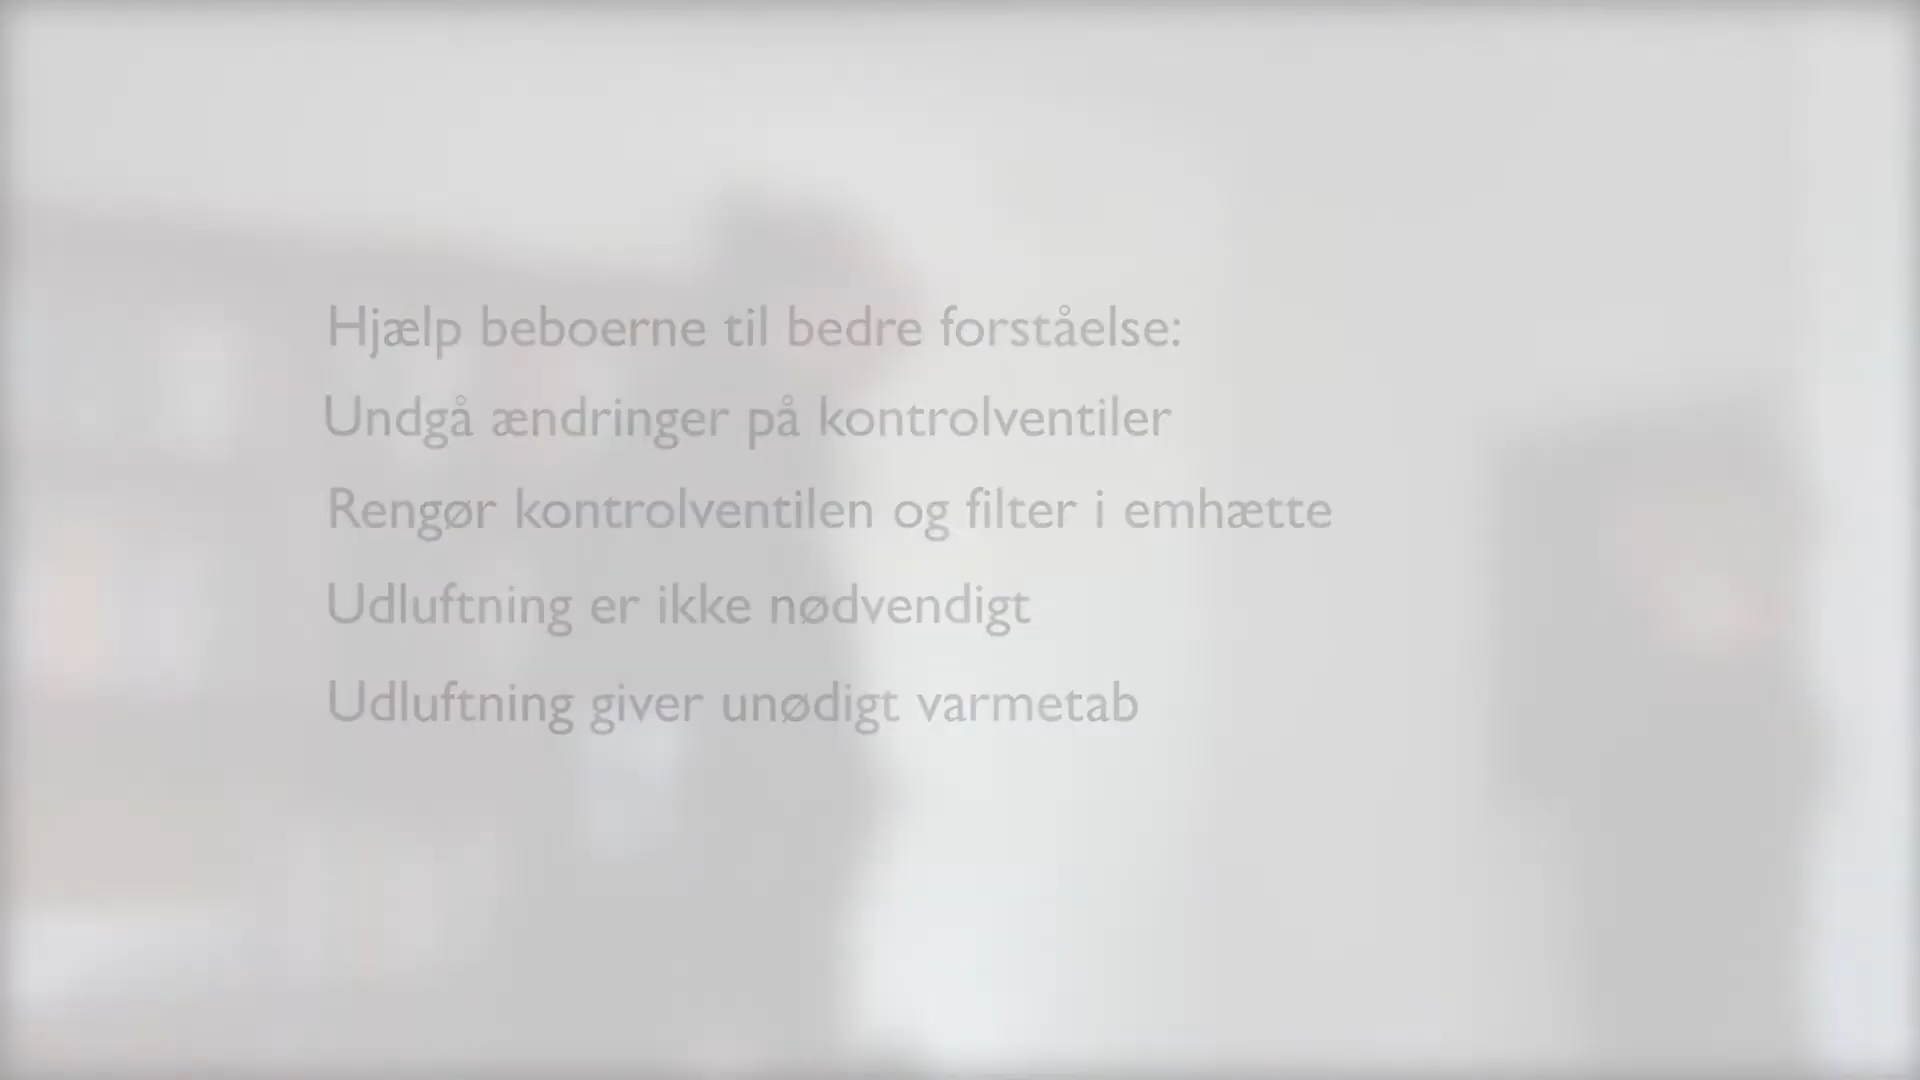 Hjælp beboerne til bedre forståelse:
Undgå ændringer på kontrolventiler
Rengør kontrolventilen og filter i emhætte
Udluftning er ikke nødvendigt
Udluftning giver unødigt varmetab